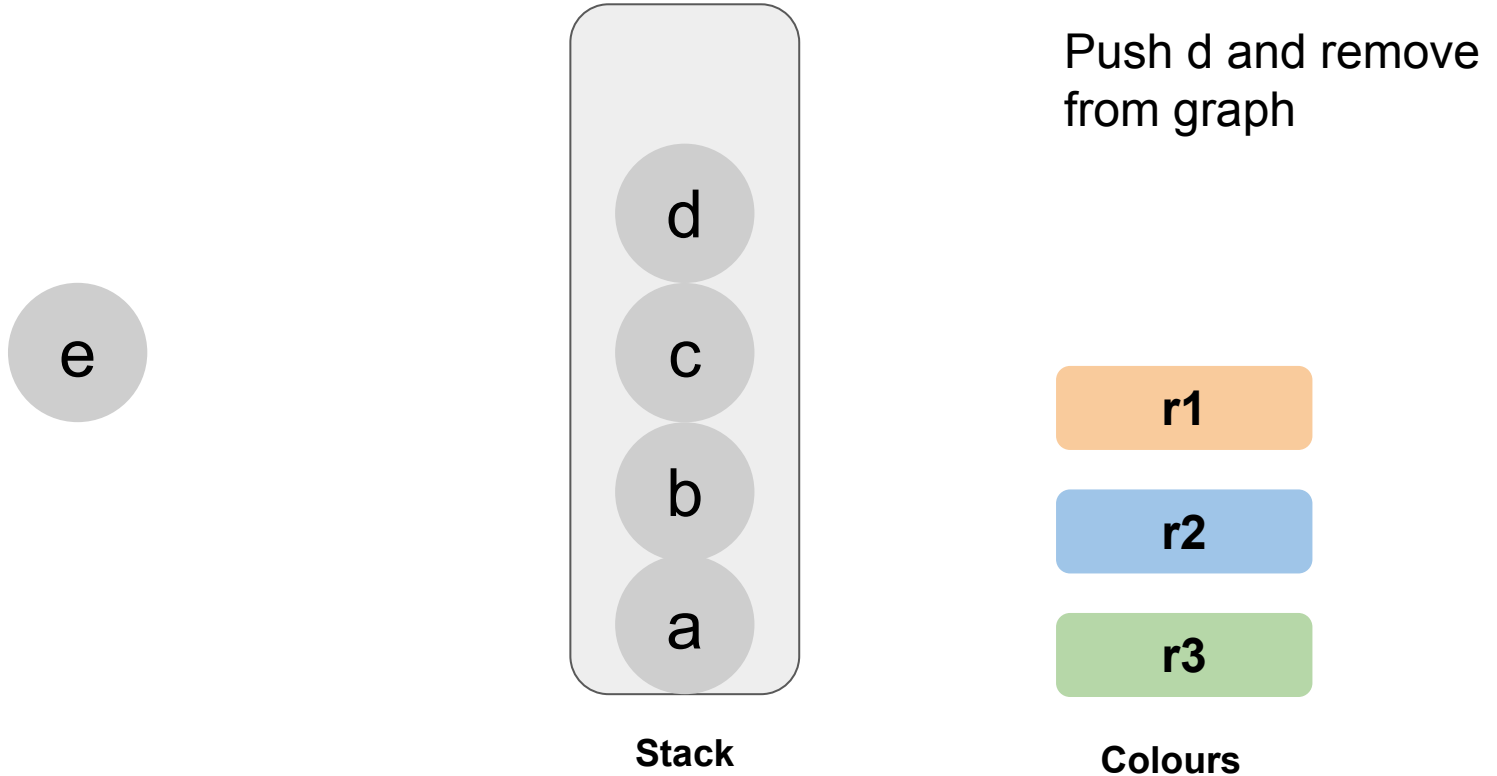 Push d and remove
from graph
e
d
c
b
a
r1
r2
r3
Stack
Colours